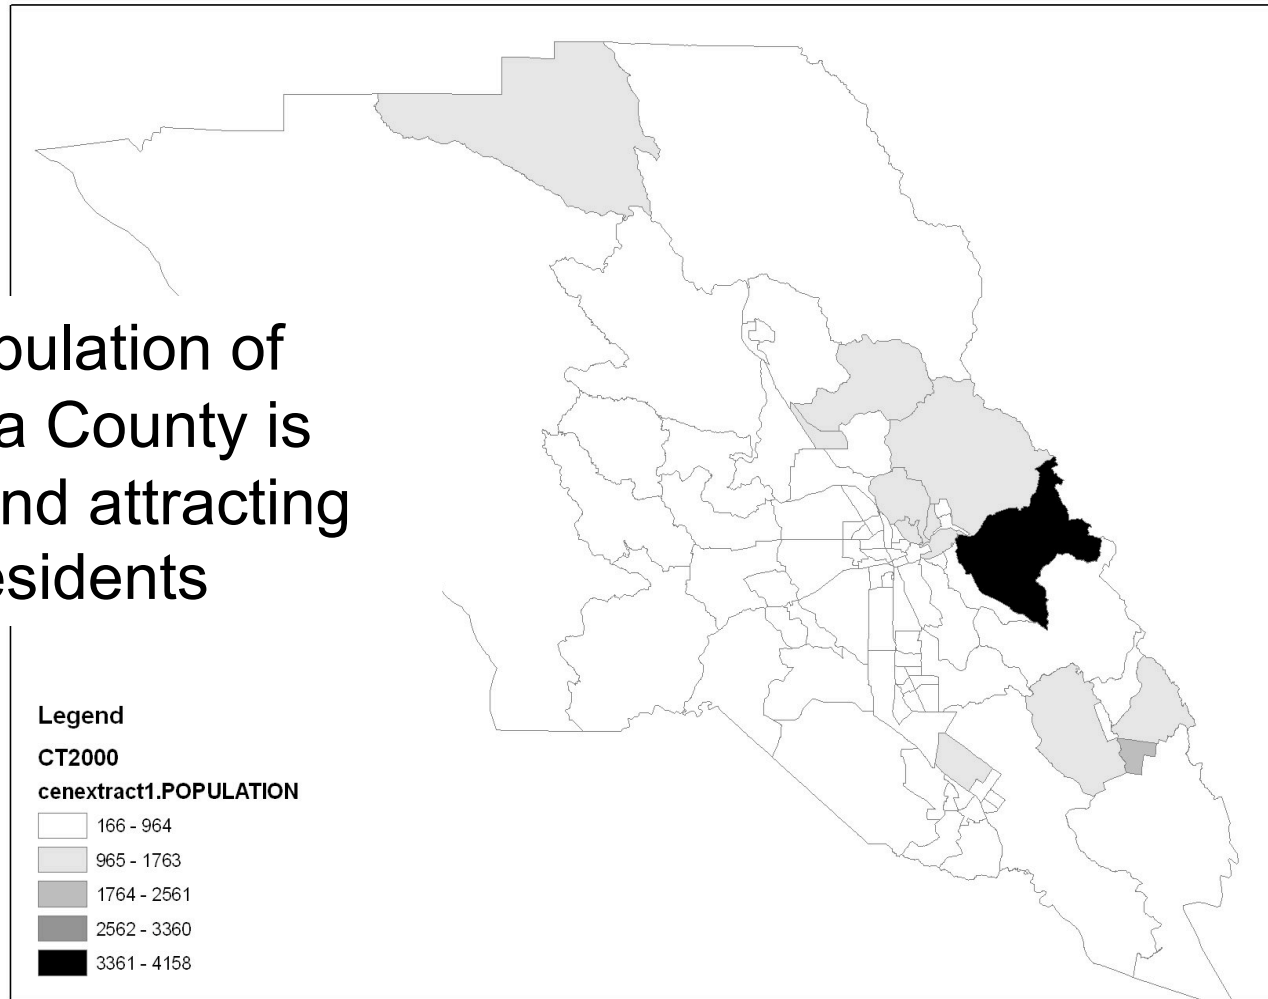 pulation of
a County is
nd attracting
esidents
Legend
CT2000
cenextract1.POPULATION
166 - 964
965 - 1763
1764 - 2561
2562 - 3360
3361 - 4158